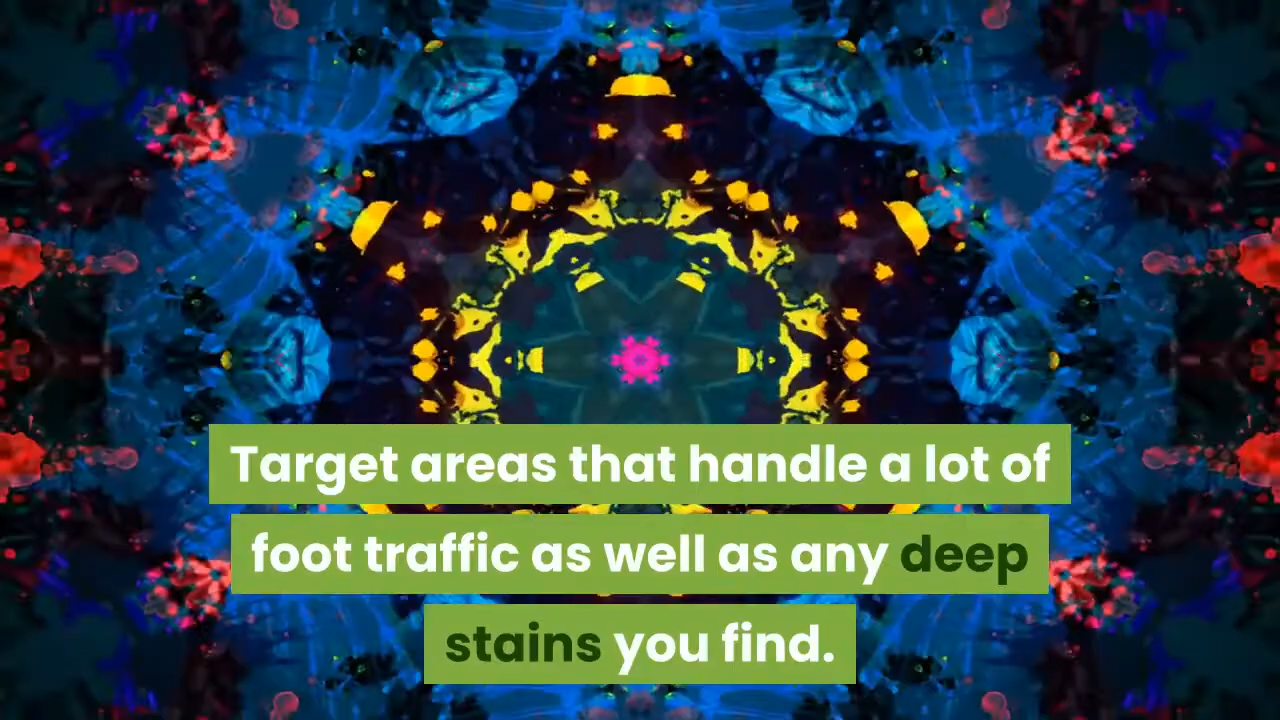 Target areas that handle a lot of
foot traffic as well as any deep
stains you find.